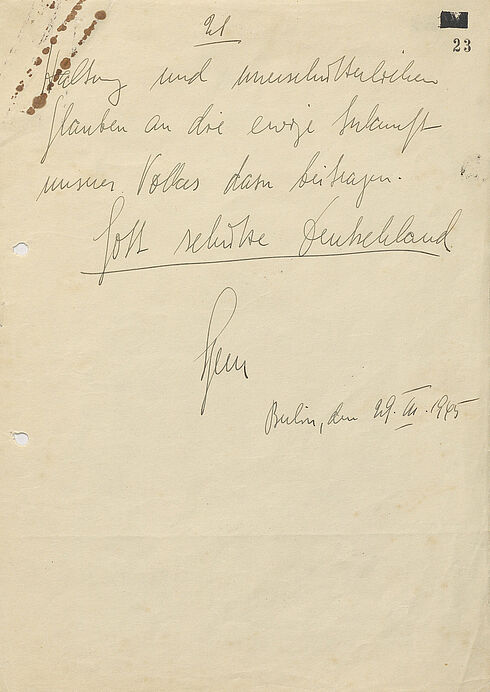 21
23
Haltung und unerschütterlichen
Glauben an die ewige Zukunft
unseres Volkes dazu beitragen.
Gott schütze Deutschland
Berlin, den 29. III. 1945